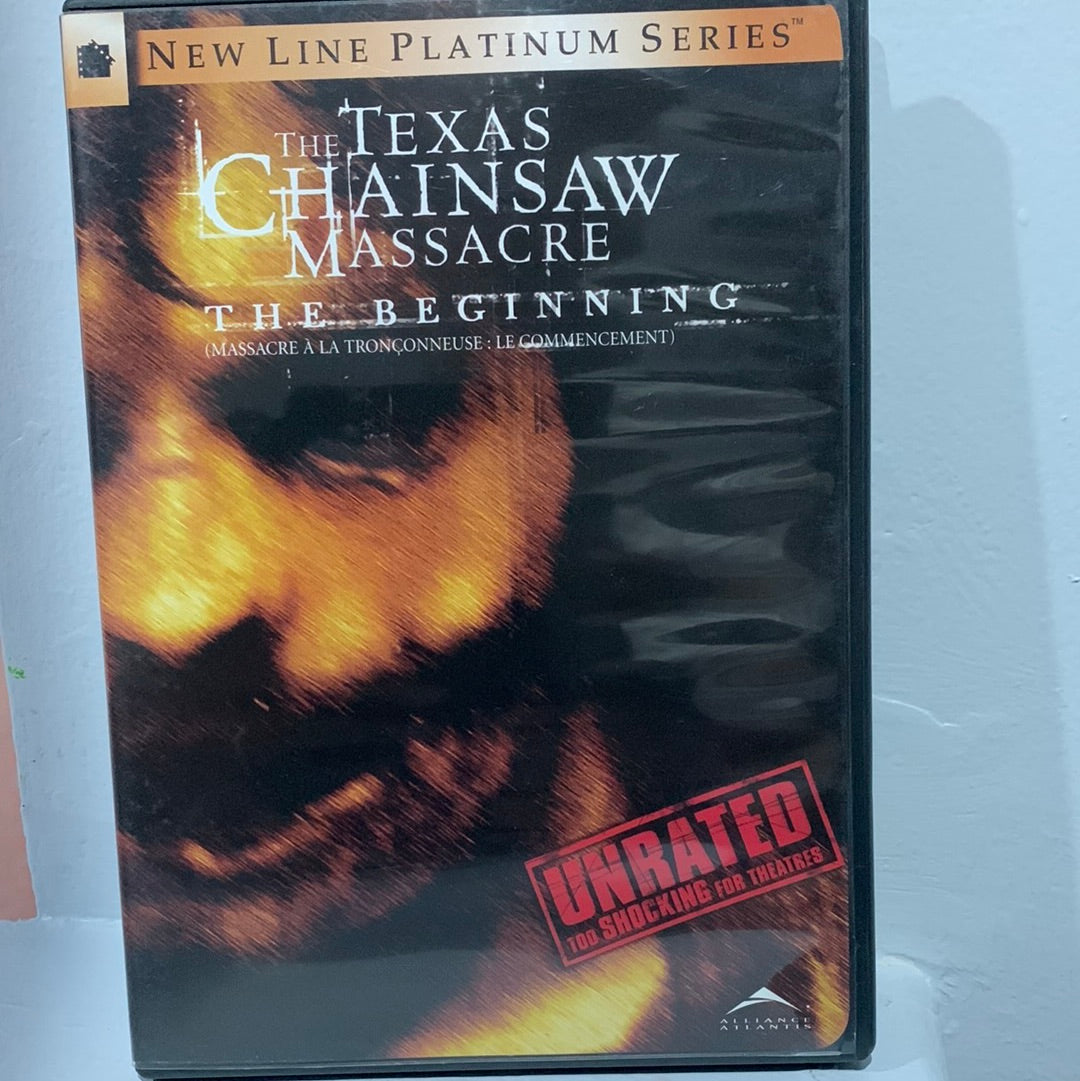 NEW LINE PLATINUM SERIES™
THE TEXAS
CHAINSAW
MASSACRE
THE BEGINNING
(MASSACRE À LA TRONÇONNEUSE : LE COMMENCEMENT)
UNRATED
TOO SHOCKING FOR THEATRES
ALLIANCE
ATLANTIS